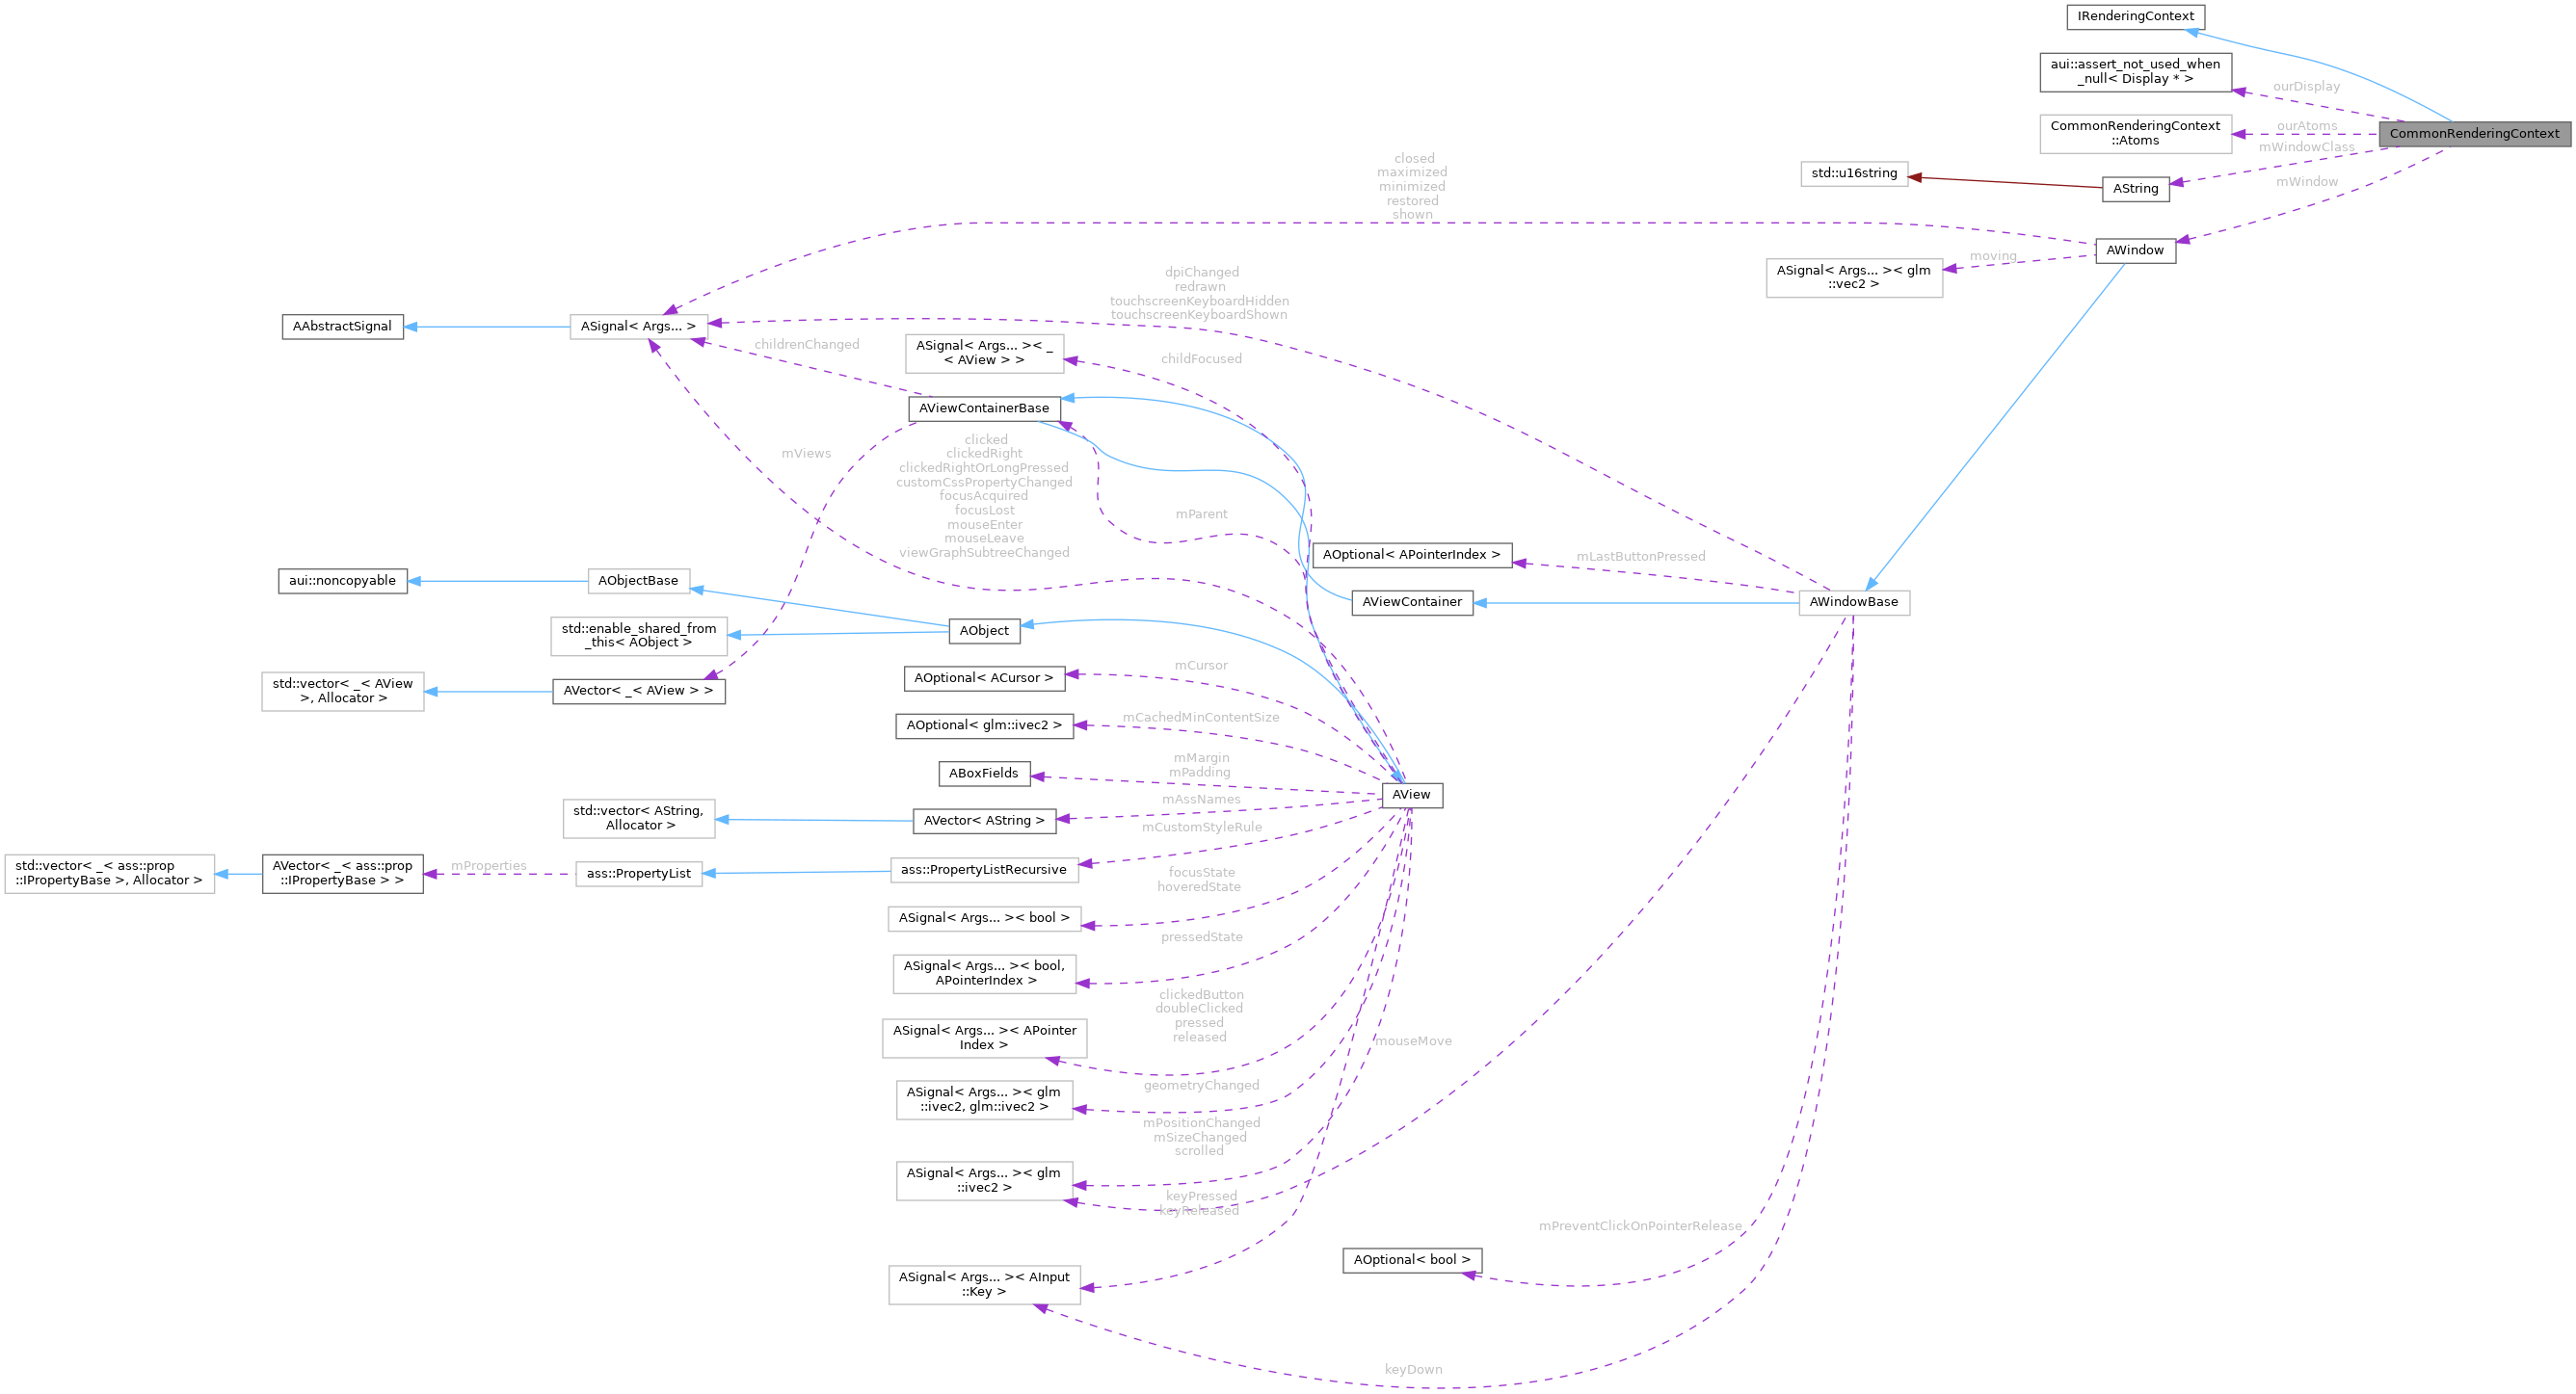 IRenderingContext
aui::assert_not_used_when
_null< Display * >
ourDisplay
CommonRenderingContext
::Atoms
ourAtoms
CommonRenderingContext
mWindowClass
std::u16string
AString
mWindow
closed
maximized
minimized
restored
shown
AWindow
moving
ASignal< Args... >< glm
::vec2 >
dpiChanged
redrawn
touchscreenKeyboardHidden
touchscreenKeyboardShown
AAbstractSignal
ASignal< Args... >
childrenChanged
ASignal< Args... >< _
< AView > >
childFocused
AViewContainerBase
mViews
clicked
clickedRight
clickedRightOrLongPressed
customCssPropertyChanged
focusAcquired
focusLost
mouseEnter
mouseLeave
viewGraphSubtreeChanged
mParent
AOptional< APointerIndex >
mLastButtonPressed
aui::noncopyable
AObjectBase
AViewContainer
AWindowBase
std::enable_shared_from
_this< AObject >
AObject
std::vector< _< AView
>, Allocator >
AVector< _< AView > >
AOptional< ACursor >
mCursor
AOptional< glm::ivec2 >
mCachedMinContentSize
ABoxFields
mMargin
mPadding
AView
std::vector< AString,
Allocator >
AVector< AString >
mAssNames
mCustomStyleRule
std::vector< _< ass::prop
::IPropertyBase >, Allocator >
AVector< _< ass::prop
::IPropertyBase > >
mProperties
ass::PropertyList
ass::PropertyListRecursive
focusState
hoveredState
ASignal< Args... >< bool >
pressedState
ASignal< Args... >< bool,
APointerIndex >
clickedButton
doubleClicked
pressed
released
ASignal< Args... >< APointer
Index >
mouseMove
geometryChanged
ASignal< Args... >< glm
::ivec2, glm::ivec2 >
mPositionChanged
mSizeChanged
scrolled
ASignal< Args... >< glm
::ivec2 >
keyPressed
keyReleased
mPreventClickOnPointerRelease
AOptional< bool >
ASignal< Args... >< AInput
::Key >
keyDown